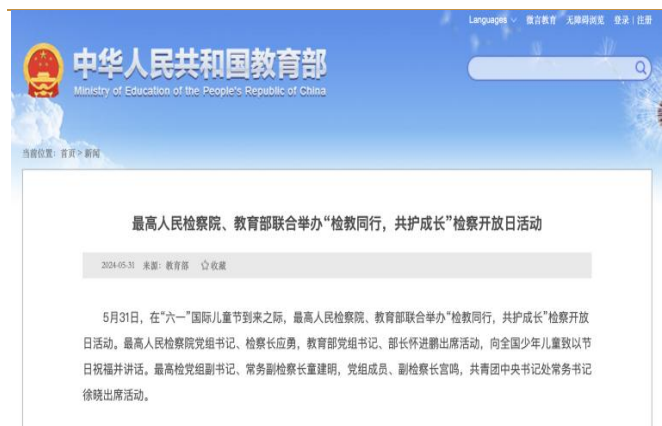 Languages 微言教育 无障碍浏览 登录 | 注册
中华人民共和国教育部
Ministry of Education of the People's Republic of China
当前位置: 首页 > 新闻
最高人民检察院、教育部联合举办“检教同行，共护成长”检察开放日活动
2024-05-31 来源: 教育部 收藏
5月31日，在“六一”国际儿童节到来之际，最高人民检察院、教育部联合举办“检教同行，共护成长”检察开放
日活动。最高人民检察院党组书记、检察长应勇，教育部党组书记、部长怀进鹏出席活动，向全国少年儿童致以节
日祝福并讲话。最高检党组副书记、常务副检察长童建明，党组成员、副检察长宫鸣，共青团中央书记处常务书记
徐晓出席活动。